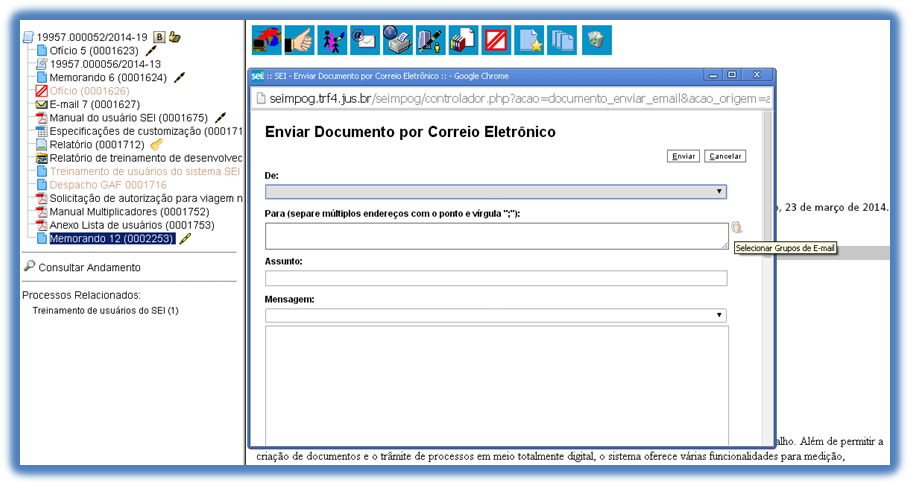 19957.000052/2014-19
Ofício 5 (0001623)
19957.000056/2014-13
Memorando 6 (0001624)
Ofício (0001626)
E-mail 7 (0001627)
Manual do usuário SEI (0001675)
Especificações de customização (000171
Relatório (0001712)
Relatório de treinamento de desenvolvec
Treinamento de usuários do sistema SEI
Despacho GAF 0001716
Solicitação de autorização para viagem n
Manual Multiplicadores (0001752)
Anexo Lista de usuários (0001753)
Memorando 12 (0002253)
Consultar Andamento
Processos Relacionados:
Treinamento de usuários do SEI (1)
sei :: SEI - Enviar Documento por Correio Eletrônico :: - Google Chrome
seimpog.trf4.jus.br/seimpog/controlador.php?acao=documento_enviar_email&acao_origem=a
Enviar Documento por Correio Eletrônico
Enviar Cancelar
De:
Para (separe múltiplos endereços com o ponto e vírgula ";"):
Selecionar Grupos de E-mail
Assunto:
Mensagem:
o, 23 de março de 2014.
alho. Além de permitir a
criação de documentos e o trâmite de processos em meio totalmente digital, o sistema oferece várias funcionalidades para medição,